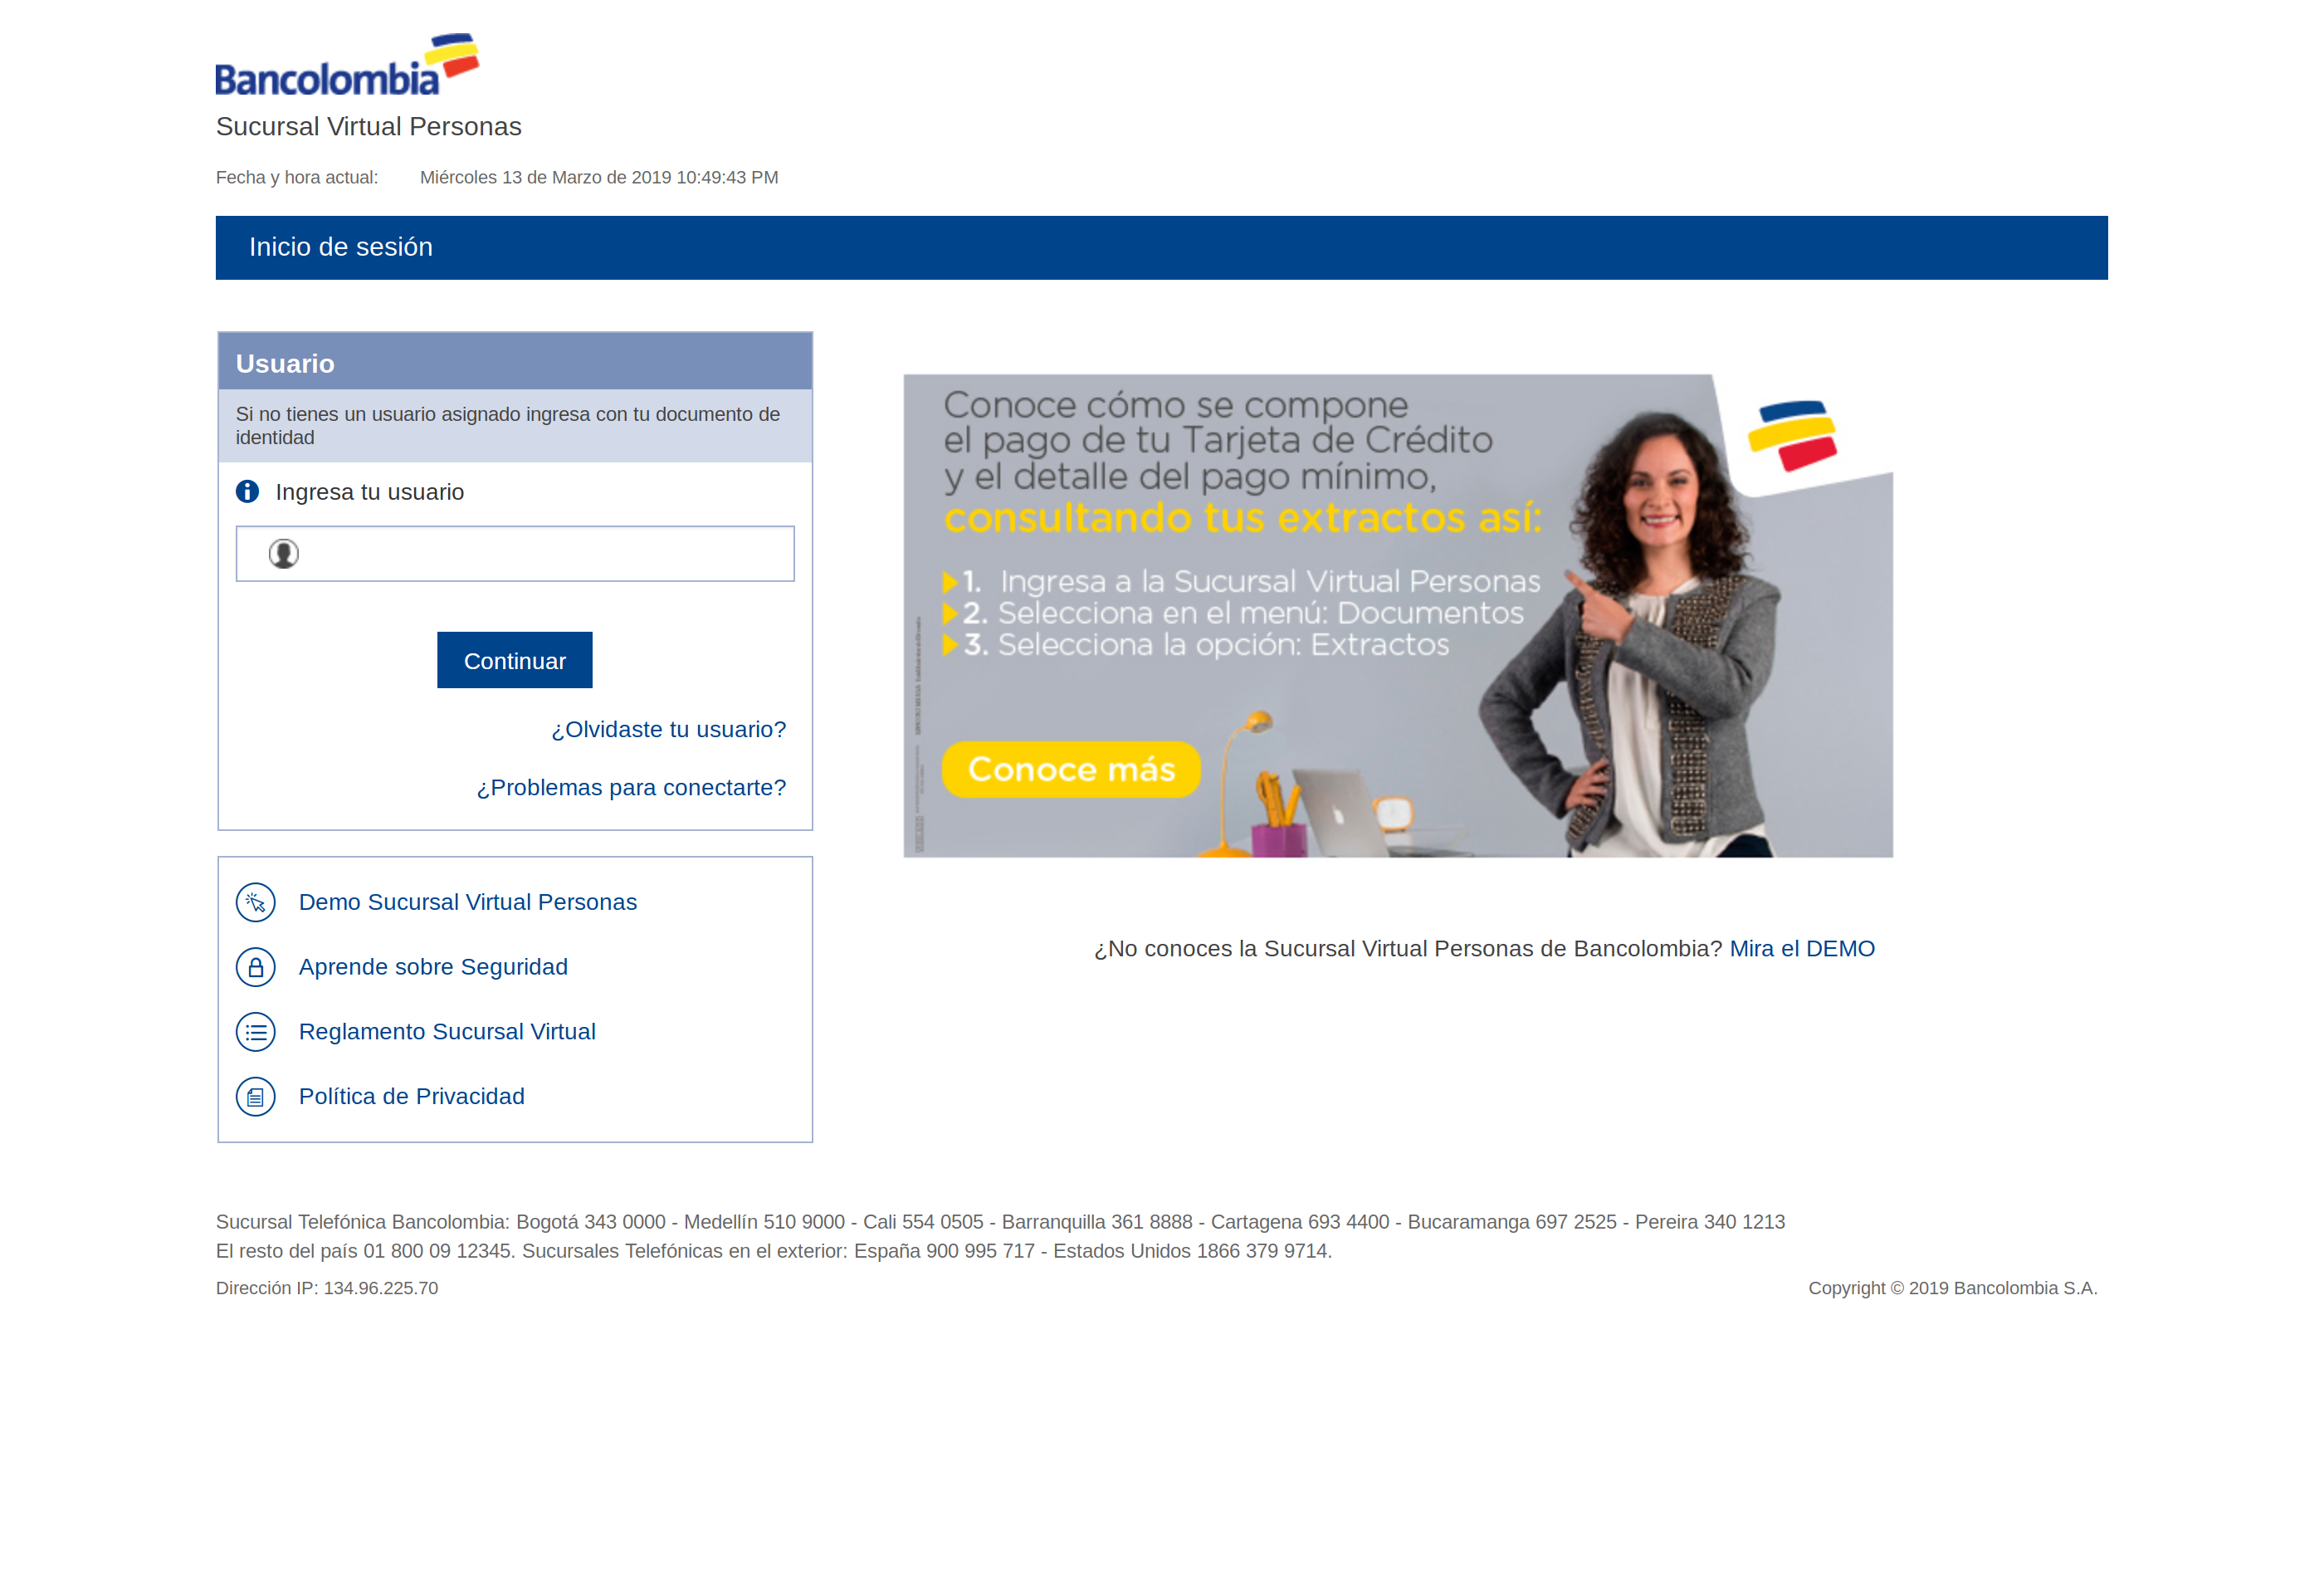 Bancolombia
Sucursal Virtual Personas
Fecha y hora actual: Miércoles 13 de Marzo de 2019 10:49:43 PM
Inicio de sesión
Usuario
Si no tienes un usuario asignado ingresa con tu documento de
identidad
Ingresa tu usuario
Continuar
¿Olvidaste tu usuario?
¿Problemas para conectarte?
Demo Sucursal Virtual Personas
Aprende sobre Seguridad
Reglamento Sucursal Virtual
Política de Privacidad
Conoce cómo se compone
el pago de tu Tarjeta de Crédito
y el detalle del pago mínimo,
consultando tus extractos así:
1. Ingresa a la Sucursal Virtual Personas
2. Selecciona en el menú: Documentos
3. Selecciona la opción: Extractos
Conoce más
¿No conoces la Sucursal Virtual Personas de Bancolombia? Mira el DEMO
Sucursal Telefónica Bancolombia: Bogotá 343 0000 - Medellín 510 9000 - Cali 554 0505 - Barranquilla 361 8888 - Cartagena 693 4400 - Bucaramanga 697 2525 - Pereira 340 1213
El resto del país 01 800 09 12345. Sucursales Telefónicas en el exterior: España 900 995 717 - Estados Unidos 1866 379 9714.
Dirección IP: 134.96.225.70
Copyright © 2019 Bancolombia S.A.